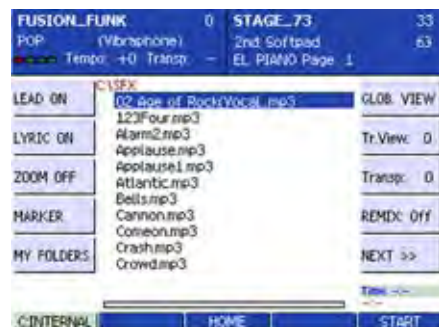 FUSION_FUNK 0 STAGE_73 33
POP (Vibraphone) 2nd Softpad 63
Tempo: +0 Transp: - EL PIANO Page 1
C:\SFX
LEAD ON
LYRIC ON
ZOOM OFF
MARKER
MY FOLDERS
02 Age of Rock(Vocal).mp3
123Four.mp3
Alarm2.mp3
Applause.mp3
Applause1.mp3
Atlantic.mp3
Bells.mp3
Cannon.mp3
Comeon.mp3
Crash.mp3
Crowd.mp3
GLOB. VIEW
Tr.View: 0
Transp: 0
REMIX: Off
NEXT >>
Time: -:--
-:--
C:INTERNAL HOME START